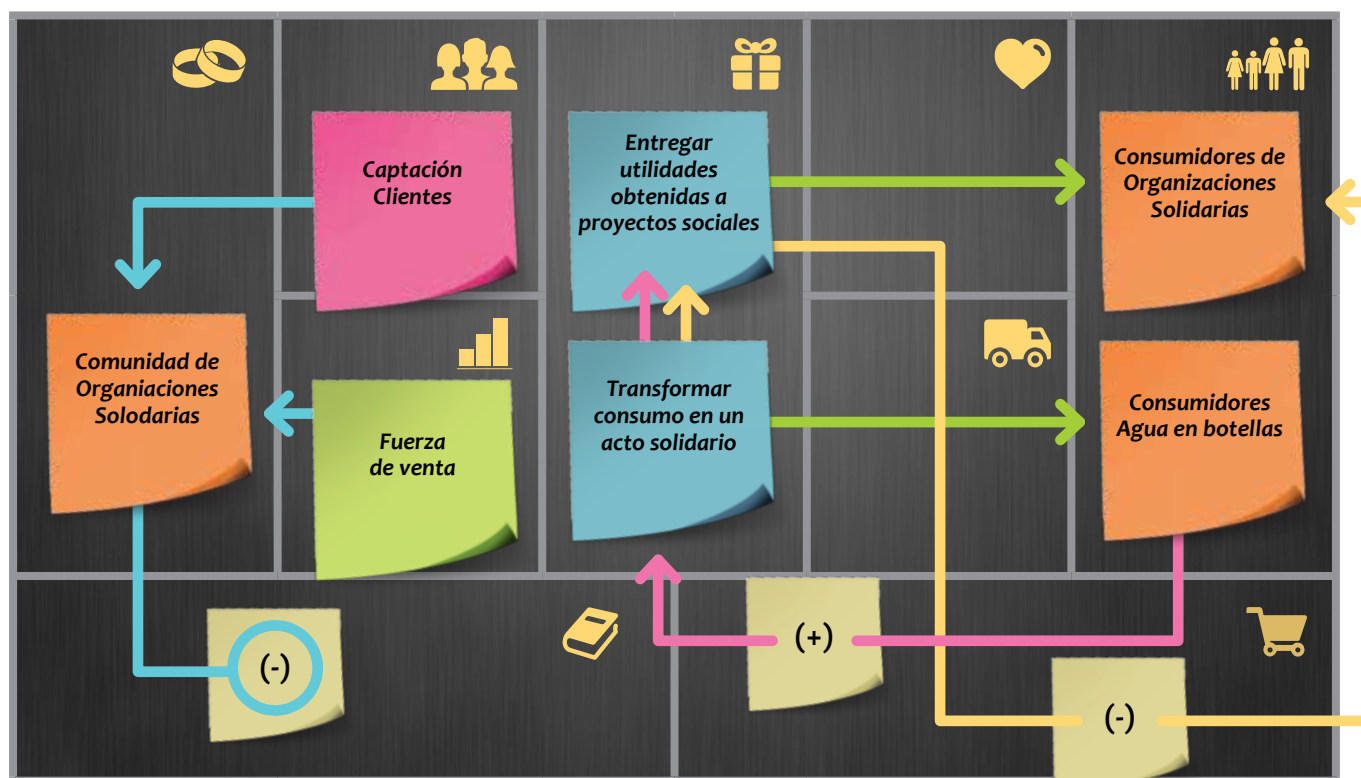 Captación
Clientes
Entregar
utilidades
obtenidas a
proyectos sociales
Consumidores de
Organizaciones
Solidarias
Comunidad de
Organiaciones
Solodarias
Fuerza
de venta
Transformar
consumo en un
acto solidario
Consumidores
Agua en botellas
(-)
(+)
(-)